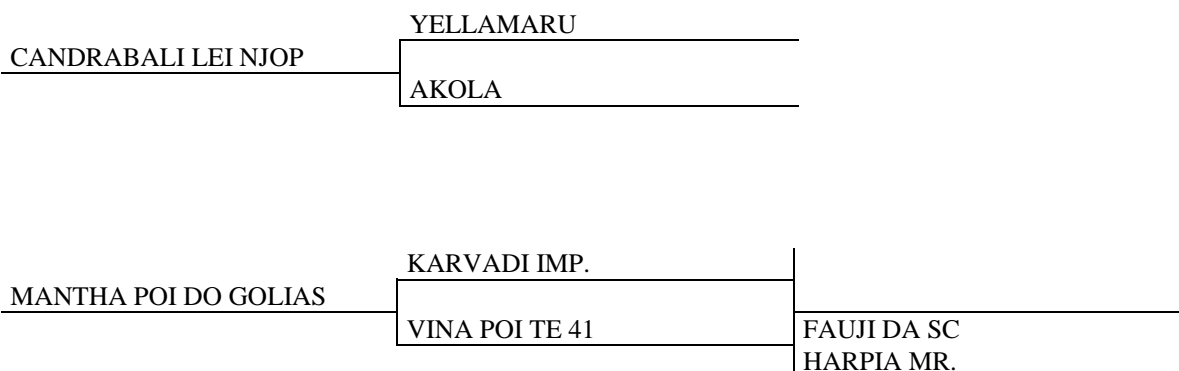 YELLAMARU
CANDRABALI LEI NJOP
AKOLA
KARVADI IMP.
MANTHA POI DO GOLIAS
VINA POI TE 41
FAUJI DA SC
HARPIA MR.